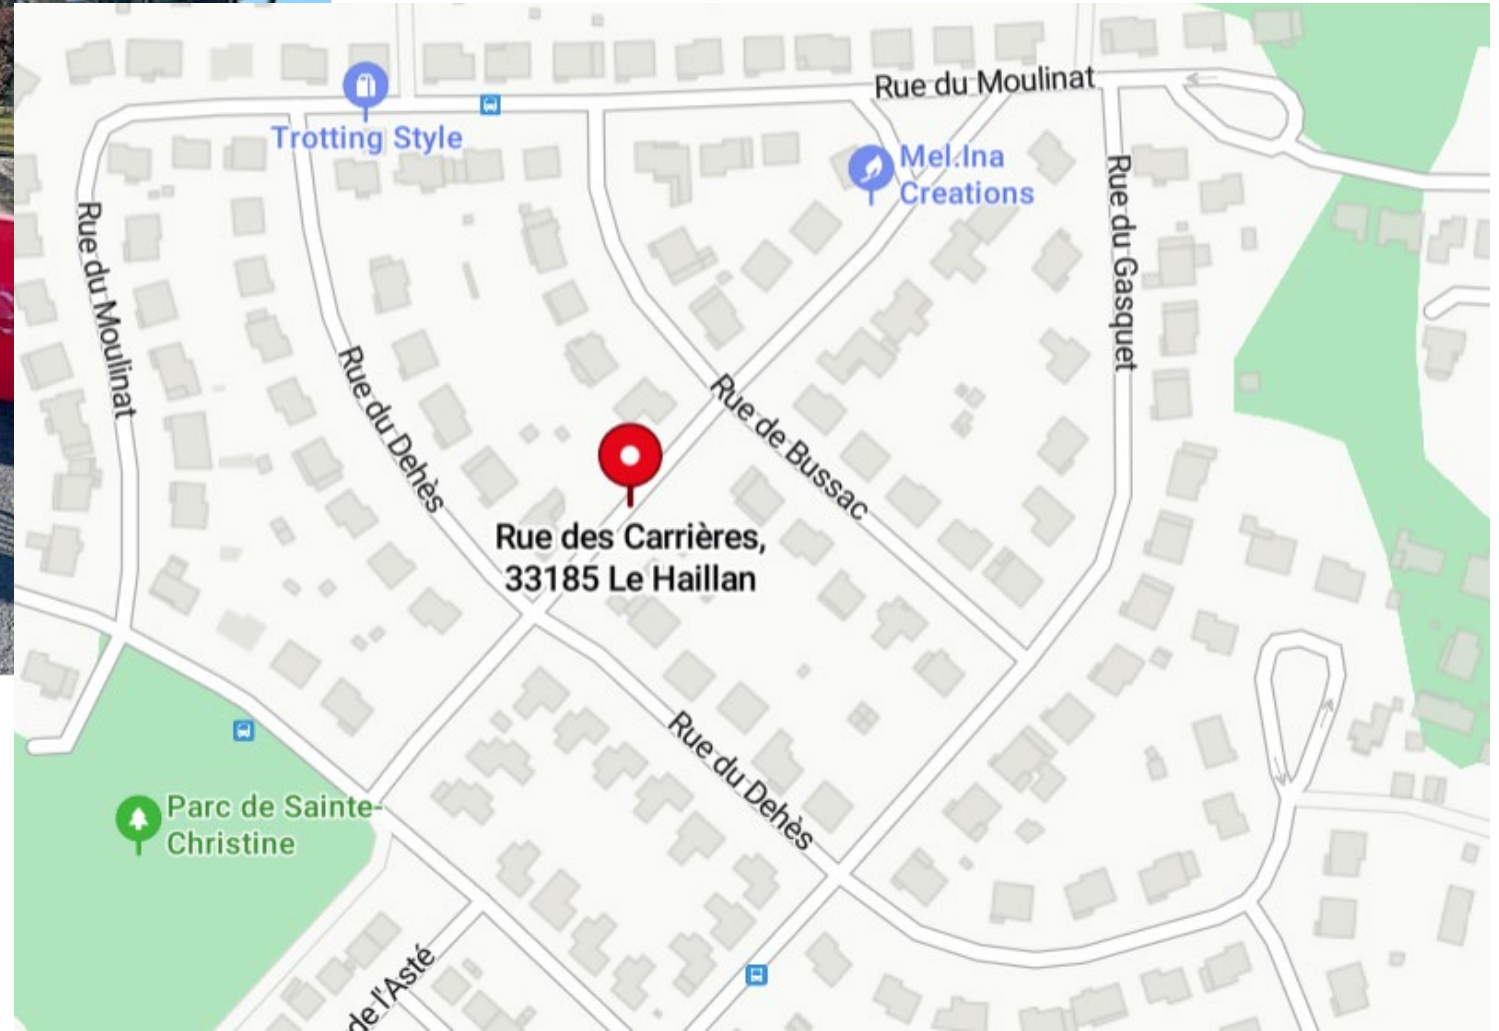 Rue du Moulinat
Trotting Style
Mel.Ina
Creations
Rue du Moulinat
Rue du Gasquet
Rue du Dehès
Rue de Bussac
Rue des Carrières,
33185 Le Haillan
Rue du Dehès
Parc de Sainte-
Christine
de l'Asté